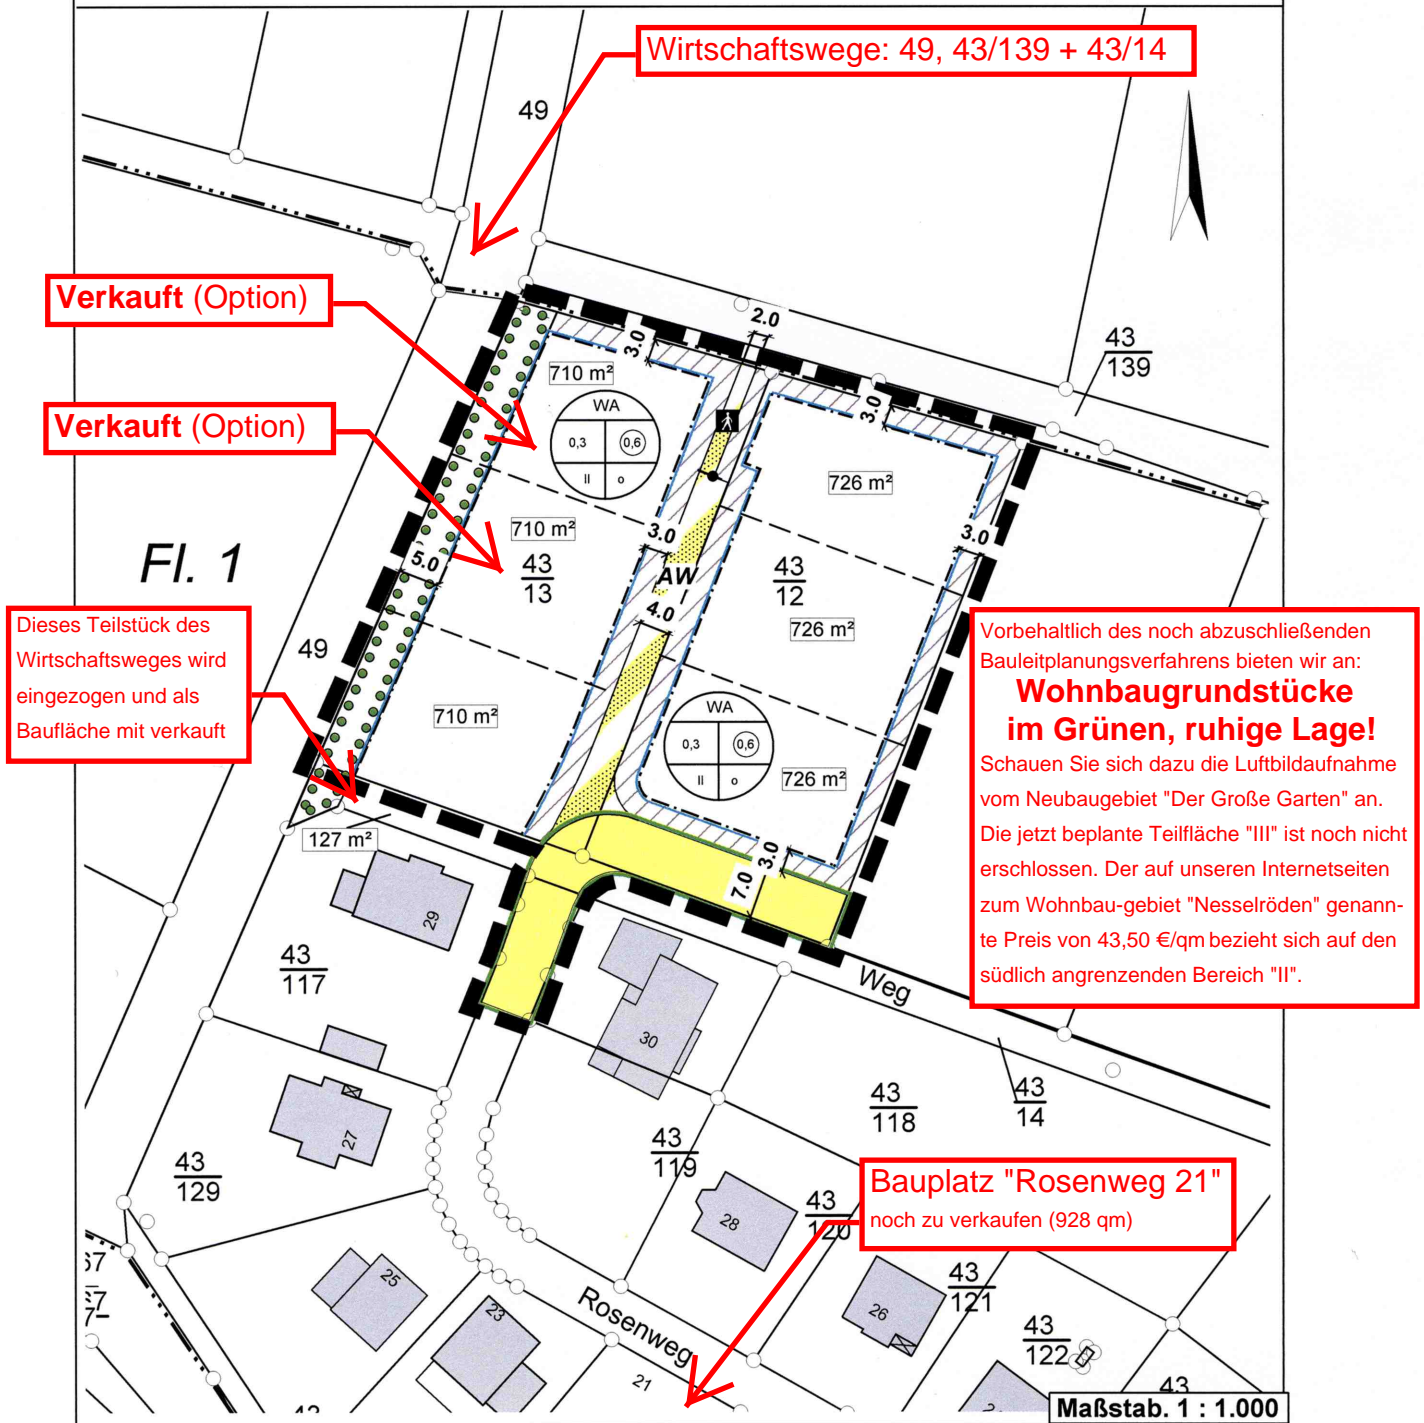 Wirtschaftswege: 49, 43/139 + 43/14
49
Verkauft (Option)
2.0
3.0
43
139
710 m²
WA
0,3 0,6
II o
3.0
Verkauft (Option)
726 m²
710 m²
3.0
3.0
Fl. 1
5.0
43
13
AW
43
12
4.0
726 m²
Dieses Teilstück des
Wirtschaftsweges wird
eingezogen und als
Baufläche mit verkauft
49
Vorbehaltlich des noch abzuschließenden
Bauleitplanungsverfahrens bieten wir an:
Wohnbaugrundstücke
im Grünen, ruhige Lage!
Schauen Sie sich dazu die Luftbildaufnahme
vom Neubaugebiet "Der Große Garten" an.
Die jetzt beplante Teilfläche "III" ist noch nicht
erschlossen. Der auf unseren Internetseiten
zum Wohnbau-gebiet "Nesselröden" genann-
te Preis von 43,50 €/qm bezieht sich auf den
südlich angrenzenden Bereich "II".
710 m²
WA
0,3 0,6
II o
726 m²
127 m²
3.0
7.0
29
43
117
Weg
30
43
118
43
14
27
43
119
43
129
Bauplatz "Rosenweg 21"
noch zu verkaufen (928 qm)
28
43
120
25
43
121
26
23
Rosenweg
43
122
21
43
Maßstab. 1 : 1.000